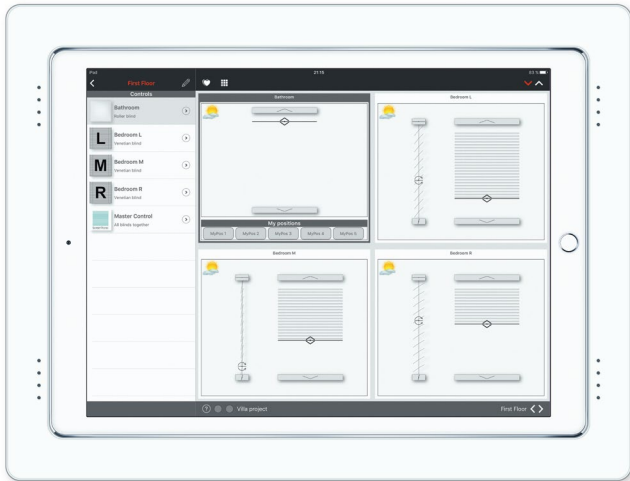 iPad
21:15
83 %
First Floor
Controls
Bathroom
Roller blind
L
Bedroom L
Venetian blind
M
Bedroom M
Venetian blind
R
Bedroom R
Venetian blind
Master Control
All blinds together
Bathroom
My positions
MyPos 1
MyPos 2
MyPos 3
MyPos 4
MyPos 5
Bedroom L
Bedroom M
Bedroom R
?
Villa project
First Floor